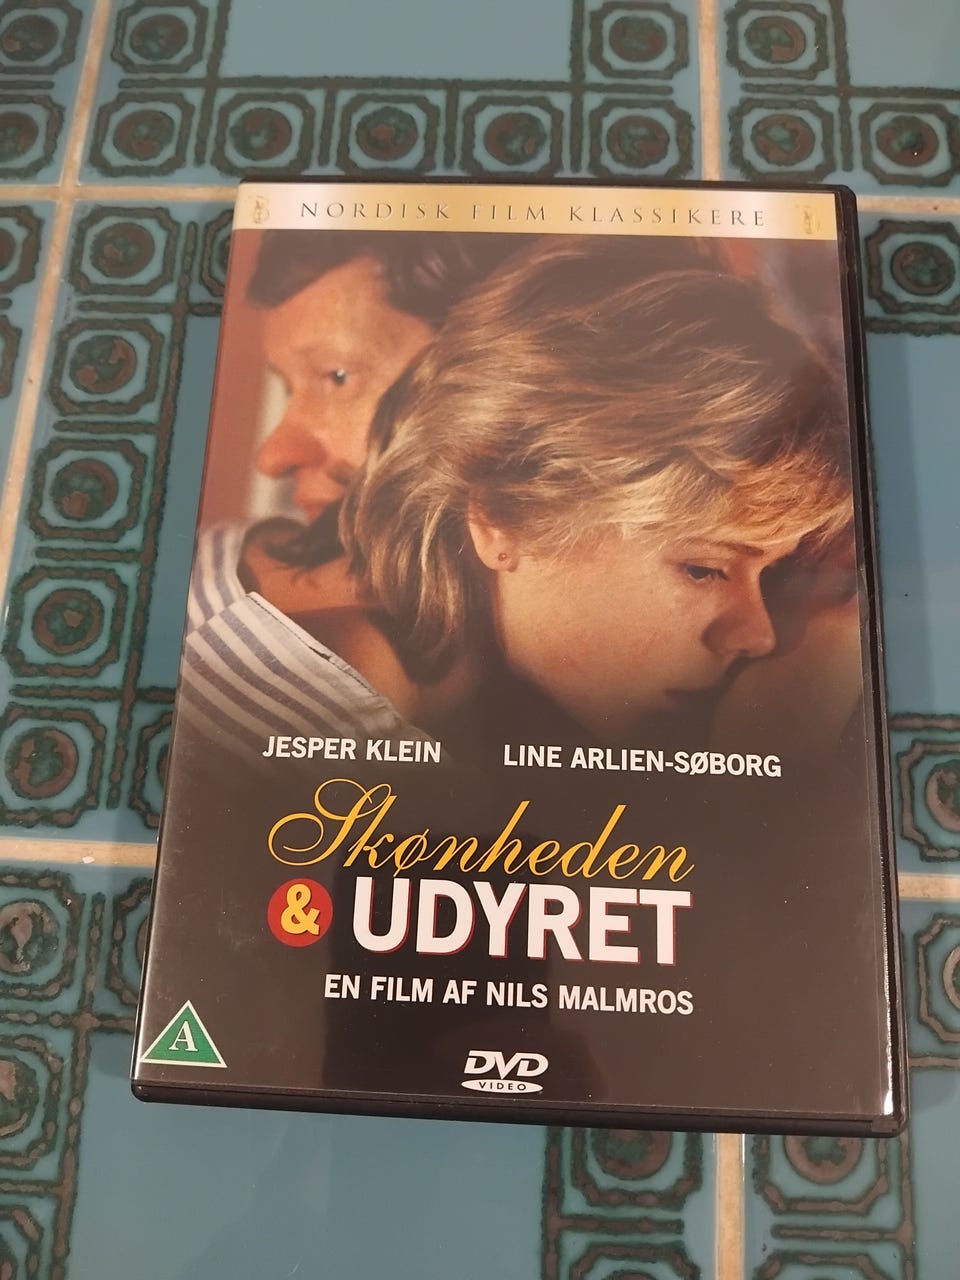 NORDISK FILM KLASSIKERE
JESPER KLEIN LINE ARLIEN-SØBORG
Skønheden
& UDYRET
EN FILM AF NILS MALMROS
A
DVD
VIDEO